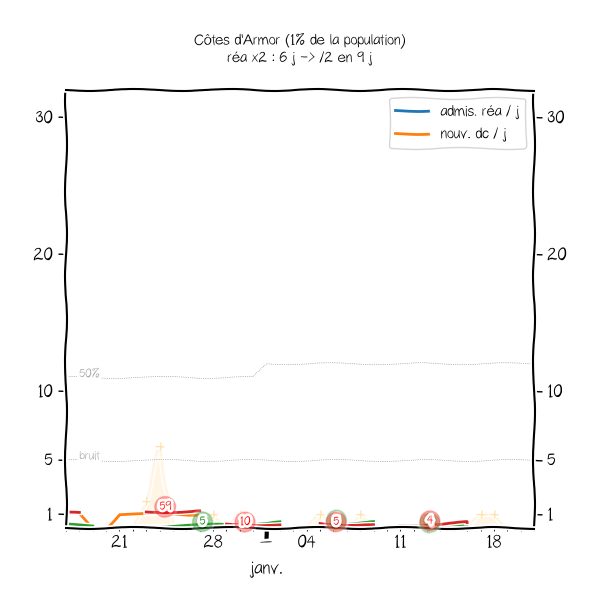 Côtes d'Armor (1% de la population)
réa x2 : 6 j -> /2 en 9 j
admis. réa / j
nouv. dc / j
30 30
20 20
50%
10 10
bruit
5 5
59
5 10 5 4
1 1
21 28 04 11 18
janv.